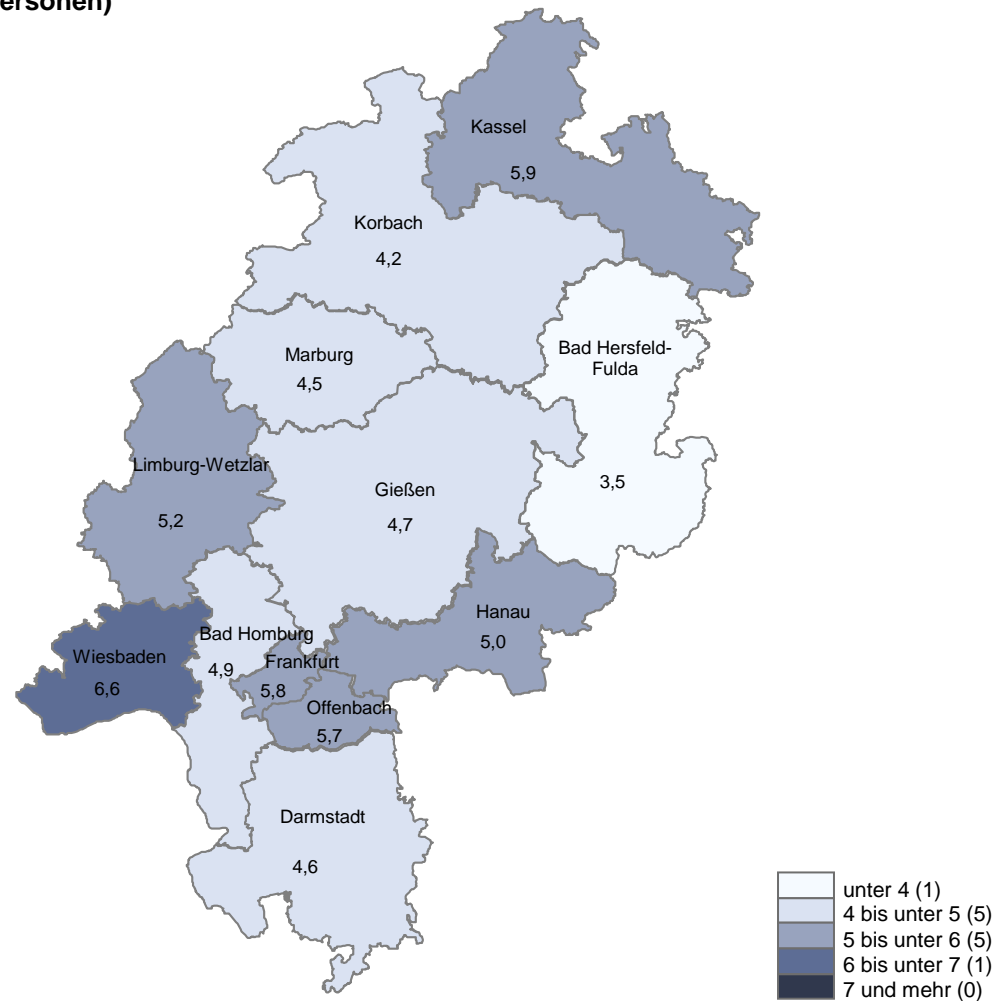 ersonen)
Kassel
5,9
Korbach
4,2
Bad Hersfeld-
Fulda
3,5
Marburg
4,5
Limburg-Wetzlar
5,2
Gießen
4,7
Hanau
5,0
Bad Homburg
4,9
Frankfurt
5,8
Wiesbaden
6,6
Offenbach
5,7
Darmstadt
4,6
unter 4 (1)
4 bis unter 5 (5)
5 bis unter 6 (5)
6 bis unter 7 (1)
7 und mehr (0)